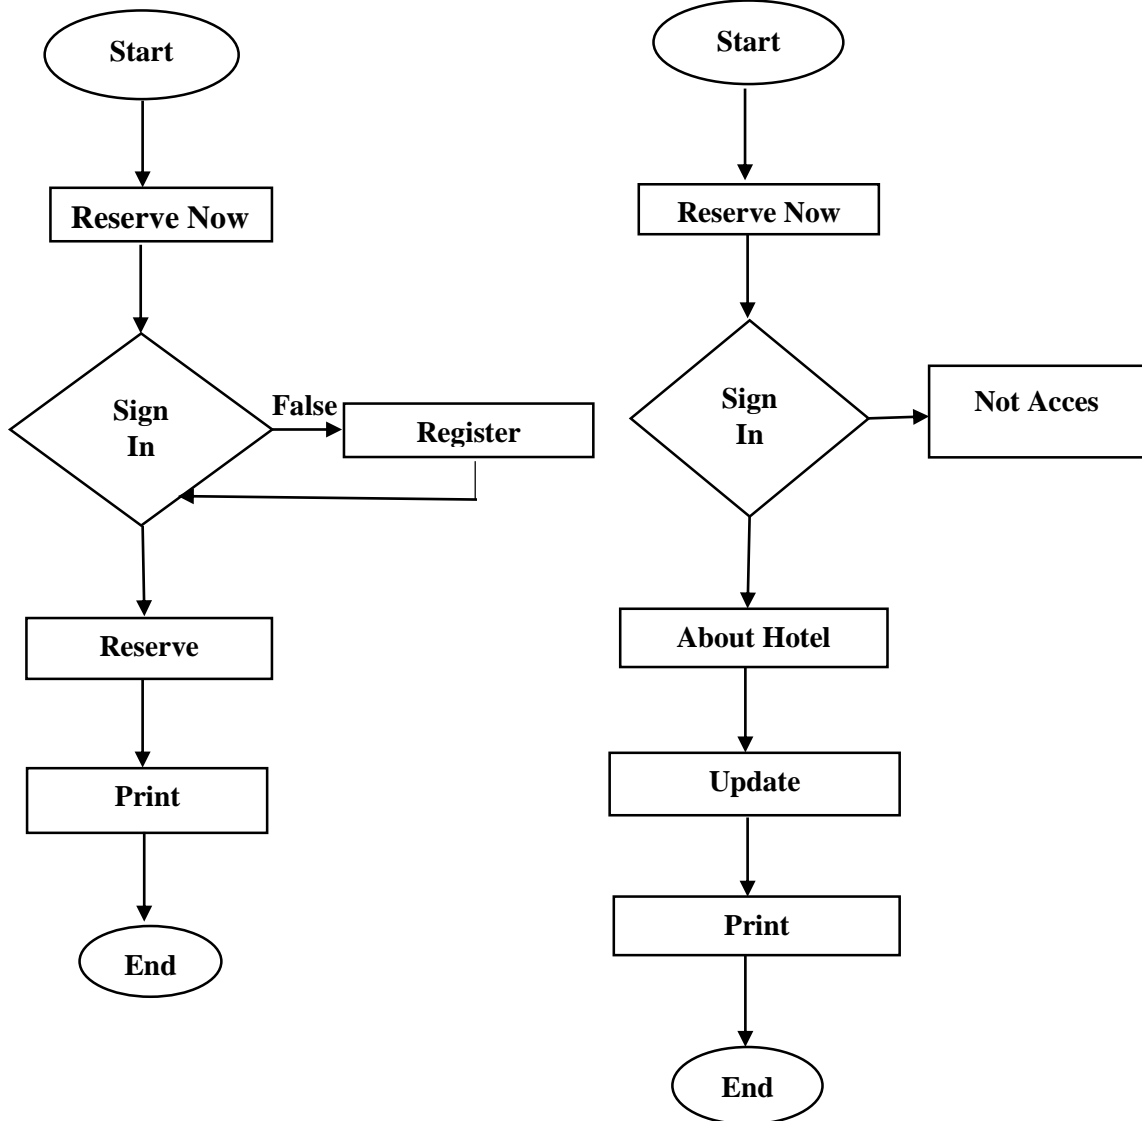 Start
Reserve Now
Sign
In
False
Register
Reserve
Print
End
Start
Reserve Now
Sign
In
Not Acces
About Hotel
Update
Print
End